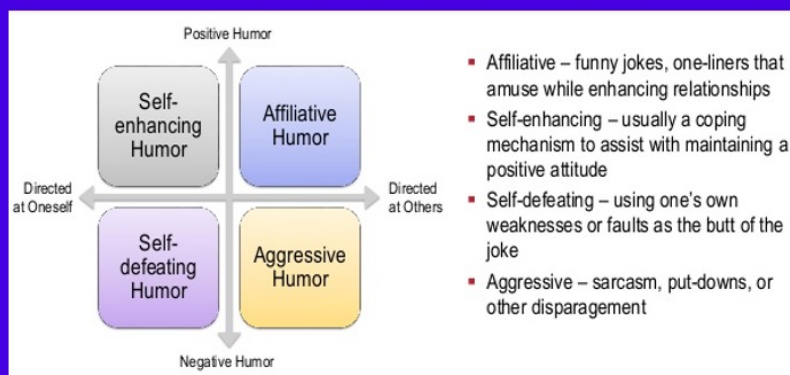 Positive Humor
Self-
enhancing
Humor
Affiliative
Humor
Directed
at Oneself
Directed
at Others
Self-
defeating
Humor
Aggressive
Humor
Negative Humor
▪ Affiliative – funny jokes, one-liners that
amuse while enhancing relationships
▪ Self-enhancing – usually a coping
mechanism to assist with maintaining a
positive attitude
▪ Self-defeating – using one's own
weaknesses or faults as the butt of the
joke
▪ Aggressive – sarcasm, put-downs, or
other disparagement